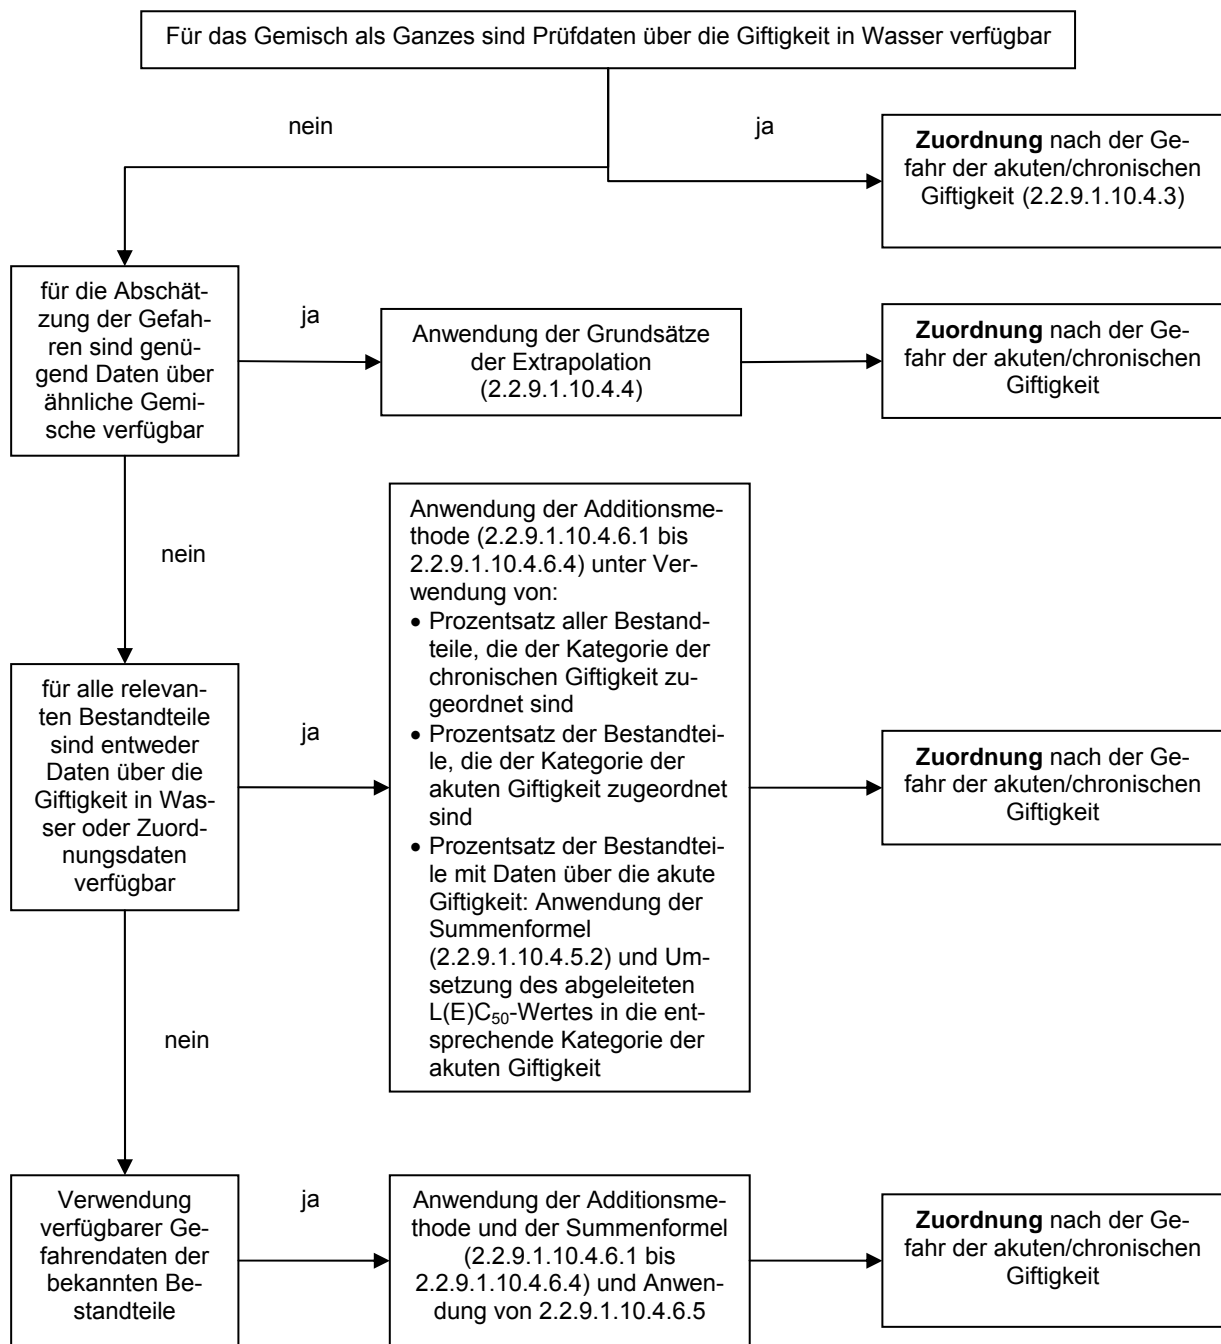 Für das Gemisch als Ganzes sind Prüfdaten über die Giftigkeit in Wasser verfügbar
nein
ja
Zuordnung nach der Ge-
fahr der akuten/chronischen
Giftigkeit (2.2.9.1.10.4.3)
für die Abschät-
zung der Gefah-
ren sind genü-
gend Daten über
ähnliche Gemi-
sche verfügbar
ja
Anwendung der Grundsätze
der Extrapolation
(2.2.9.1.10.4.4)
Zuordnung nach der Ge-
fahr der akuten/chronischen
Giftigkeit
nein
für alle relevan-
ten Bestandteile
sind entweder
Daten über die
Giftigkeit in Was-
ser oder Zuord-
nungsdaten
verfügbar
ja
Anwendung der Additionsme-
thode (2.2.9.1.10.4.6.1 bis
2.2.9.1.10.4.6.4) unter Ver-
wendung von:
• Prozentsatz aller Bestand-
teile, die der Kategorie der
chronischen Giftigkeit zu-
geordnet sind
• Prozentsatz der Bestandtei-
le, die der Kategorie der
akuten Giftigkeit zugeordnet
sind
• Prozentsatz der Bestandtei-
le mit Daten über die akute
Giftigkeit: Anwendung der
Summenformel
(2.2.9.1.10.4.5.2) und Um-
setzung des abgeleiteten
L(E)C₅₀-Wertes in die ent-
sprechende Kategorie der
akuten Giftigkeit
Zuordnung nach der Ge-
fahr der akuten/chronischen
Giftigkeit
nein
Verwendung
verfügbarer Ge-
fahrendaten der
bekannten Be-
standteile
ja
Anwendung der Additionsme-
thode und der Summenformel
(2.2.9.1.10.4.6.1 bis
2.2.9.1.10.4.6.4) und Anwen-
dung von 2.2.9.1.10.4.6.5
Zuordnung nach der Ge-
fahr der akuten/chronischen
Giftigkeit